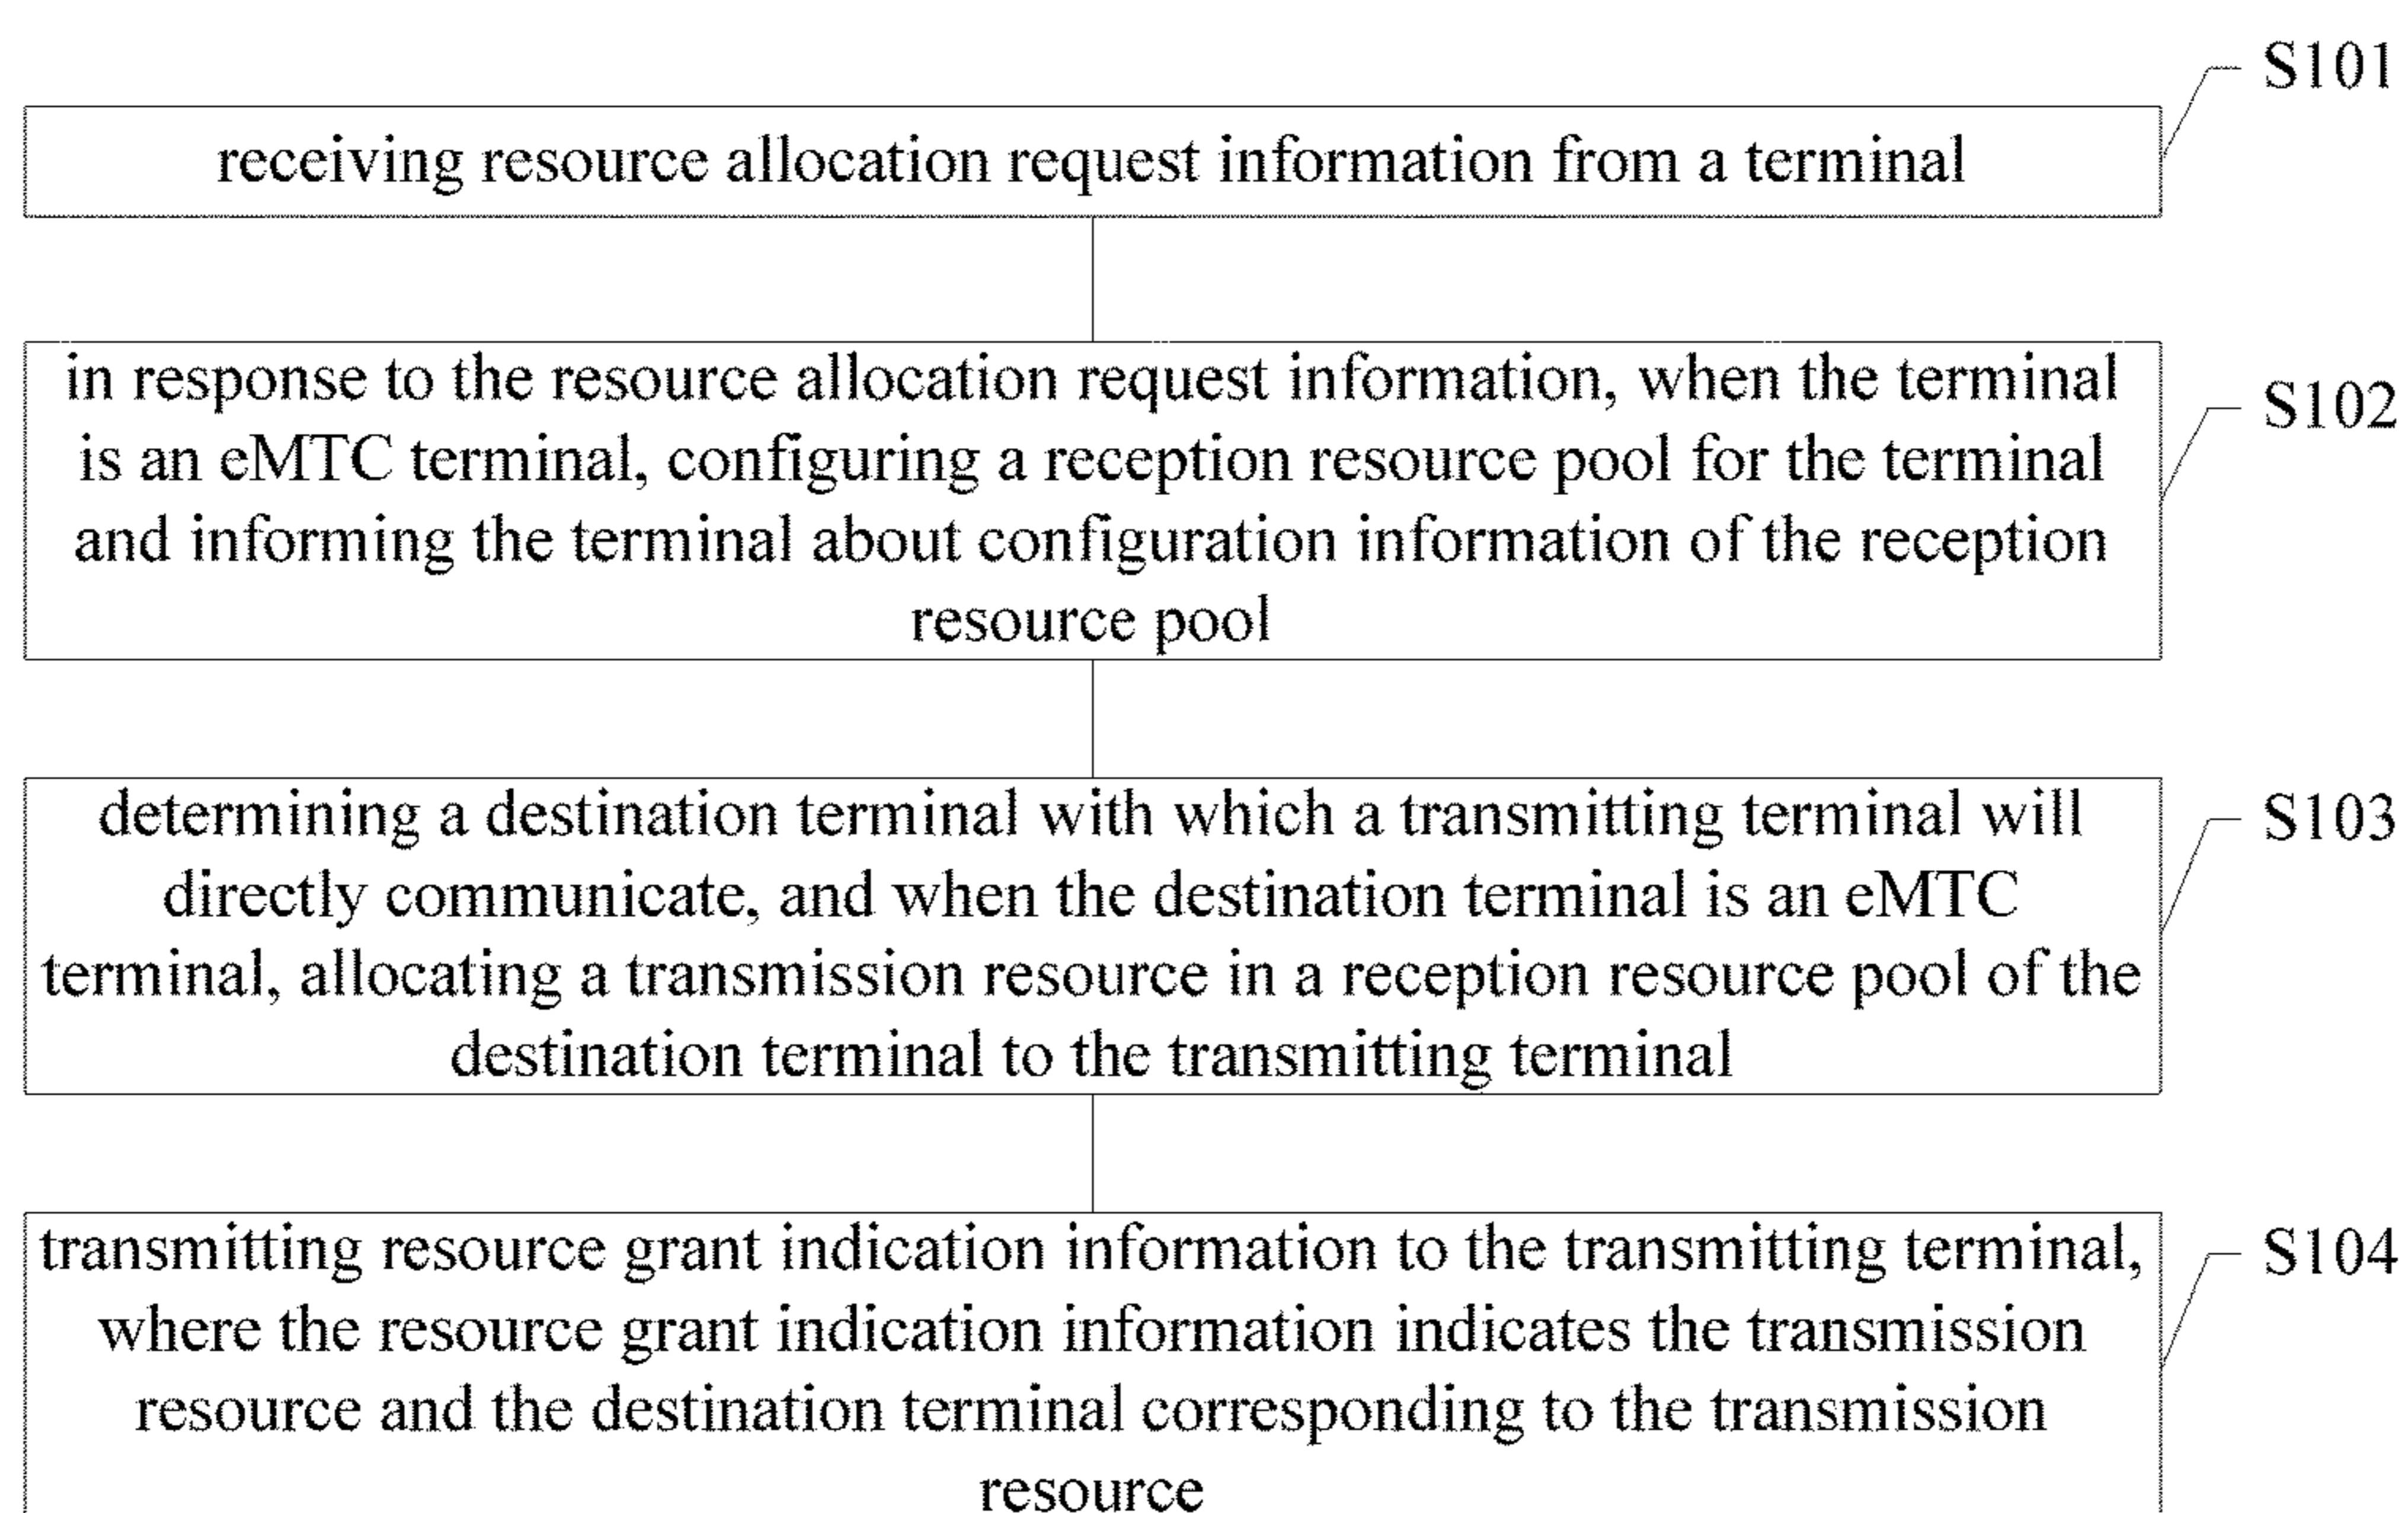 S101
receiving resource allocation request information from a terminal
in response to the resource allocation request information, when the terminal
is an eMTC terminal, configuring a reception resource pool for the terminal
and informing the terminal about configuration information of the reception
resource pool
S102
determining a destination terminal with which a transmitting terminal will
directly communicate, and when the destination terminal is an eMTC
terminal, allocating a transmission resource in a reception resource pool of the
destination terminal to the transmitting terminal
S103
transmitting resource grant indication information to the transmitting terminal,
where the resource grant indication information indicates the transmission
resource and the destination terminal corresponding to the transmission
resource
S104